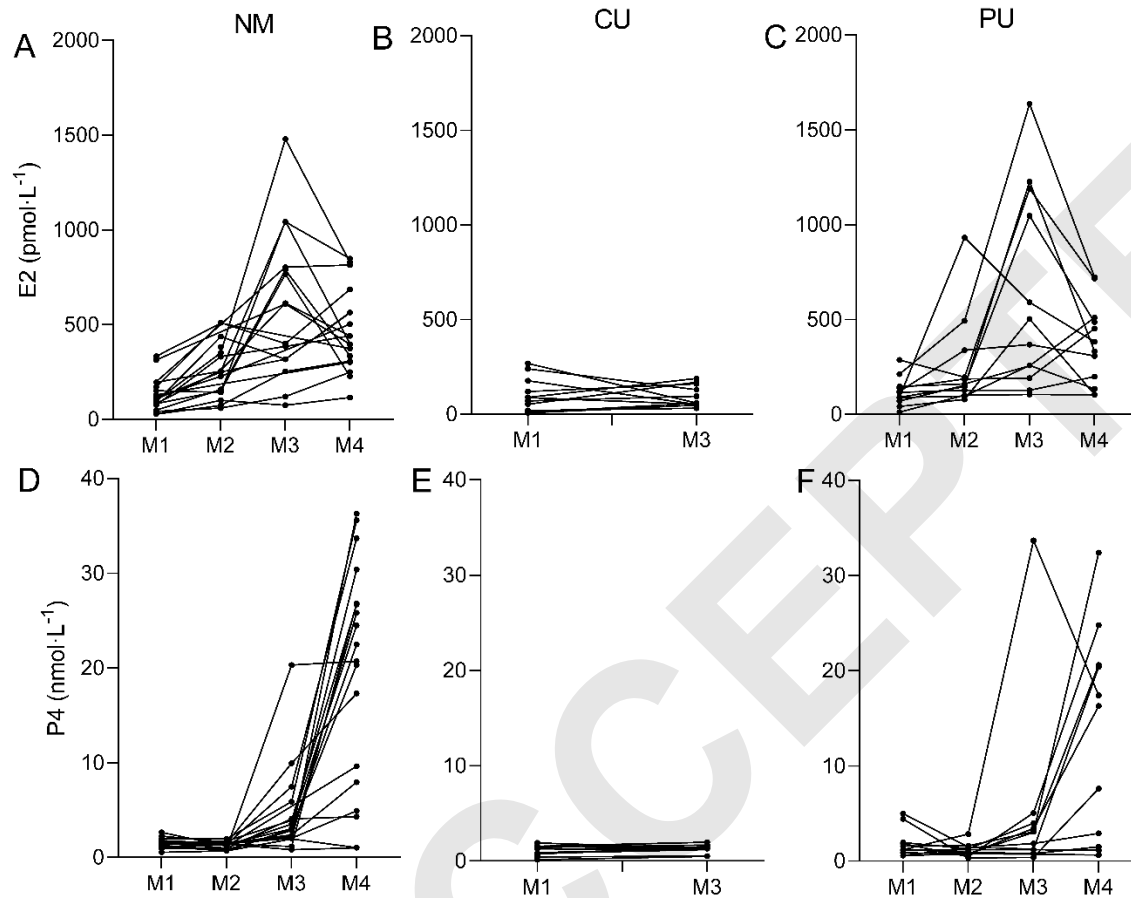 NM CU PU
A B C
2000 2000 2000
1500 1500 1500
1000 1000 1000
500 500 500
0 0 0
E2 (pmol·L⁻¹)
M1 M2 M3 M4 M1 M3 M1 M2 M3 M4
D E F
40 40 40
30 30 30
20 20 20
10 10 10
0 0 0
P4 (nmol·L⁻¹)
M1 M2 M3 M4 M1 M3 M1 M2 M3 M4
CCEPTE